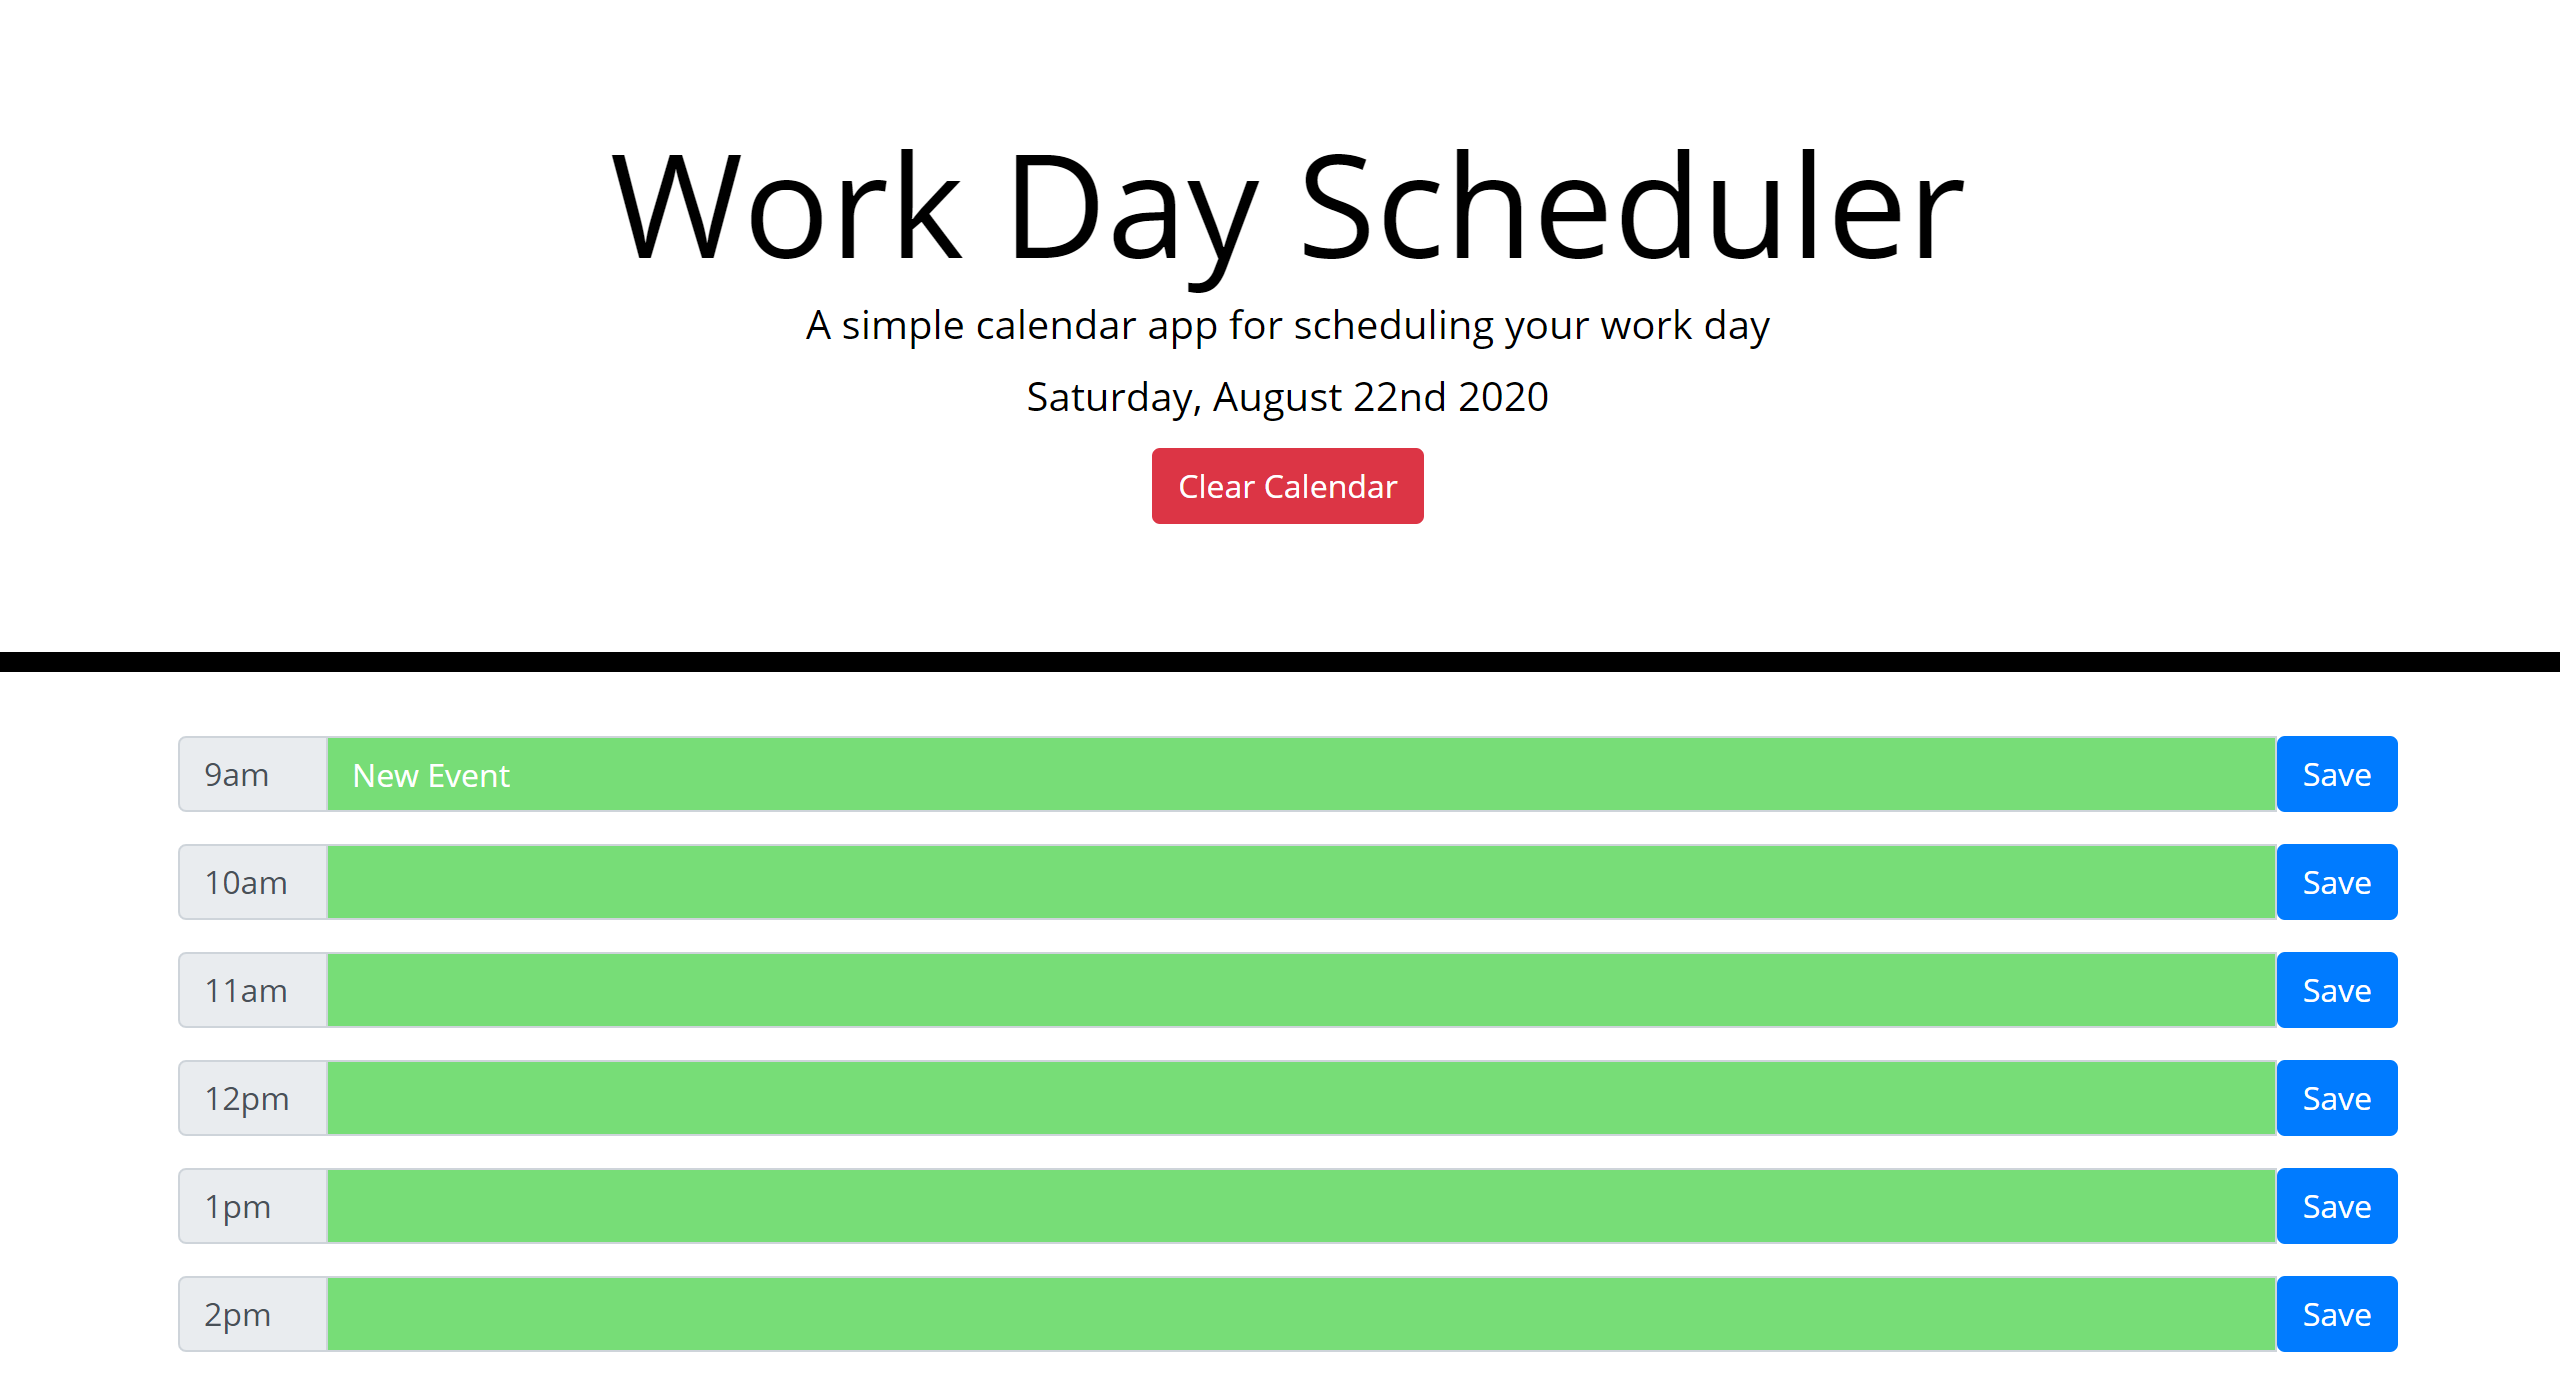 Work Day Scheduler
A simple calendar app for scheduling your work day
Saturday, August 22nd 2020
Clear Calendar
9am New Event Save
10am Save
11am Save
12pm Save
1pm Save
2pm Save